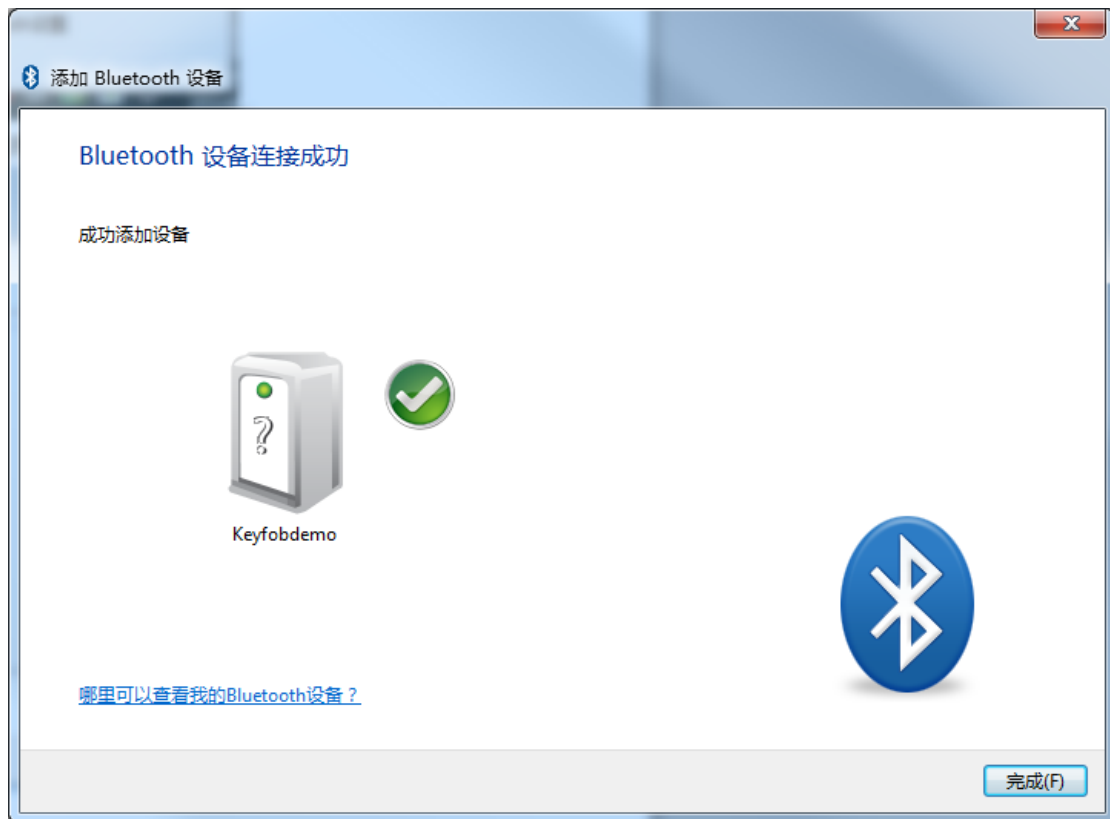 添加 Bluetooth 设备
Bluetooth 设备连接成功
成功添加设备
?
Keyfobdemo
哪里可以查看我的Bluetooth设备？
完成(F)